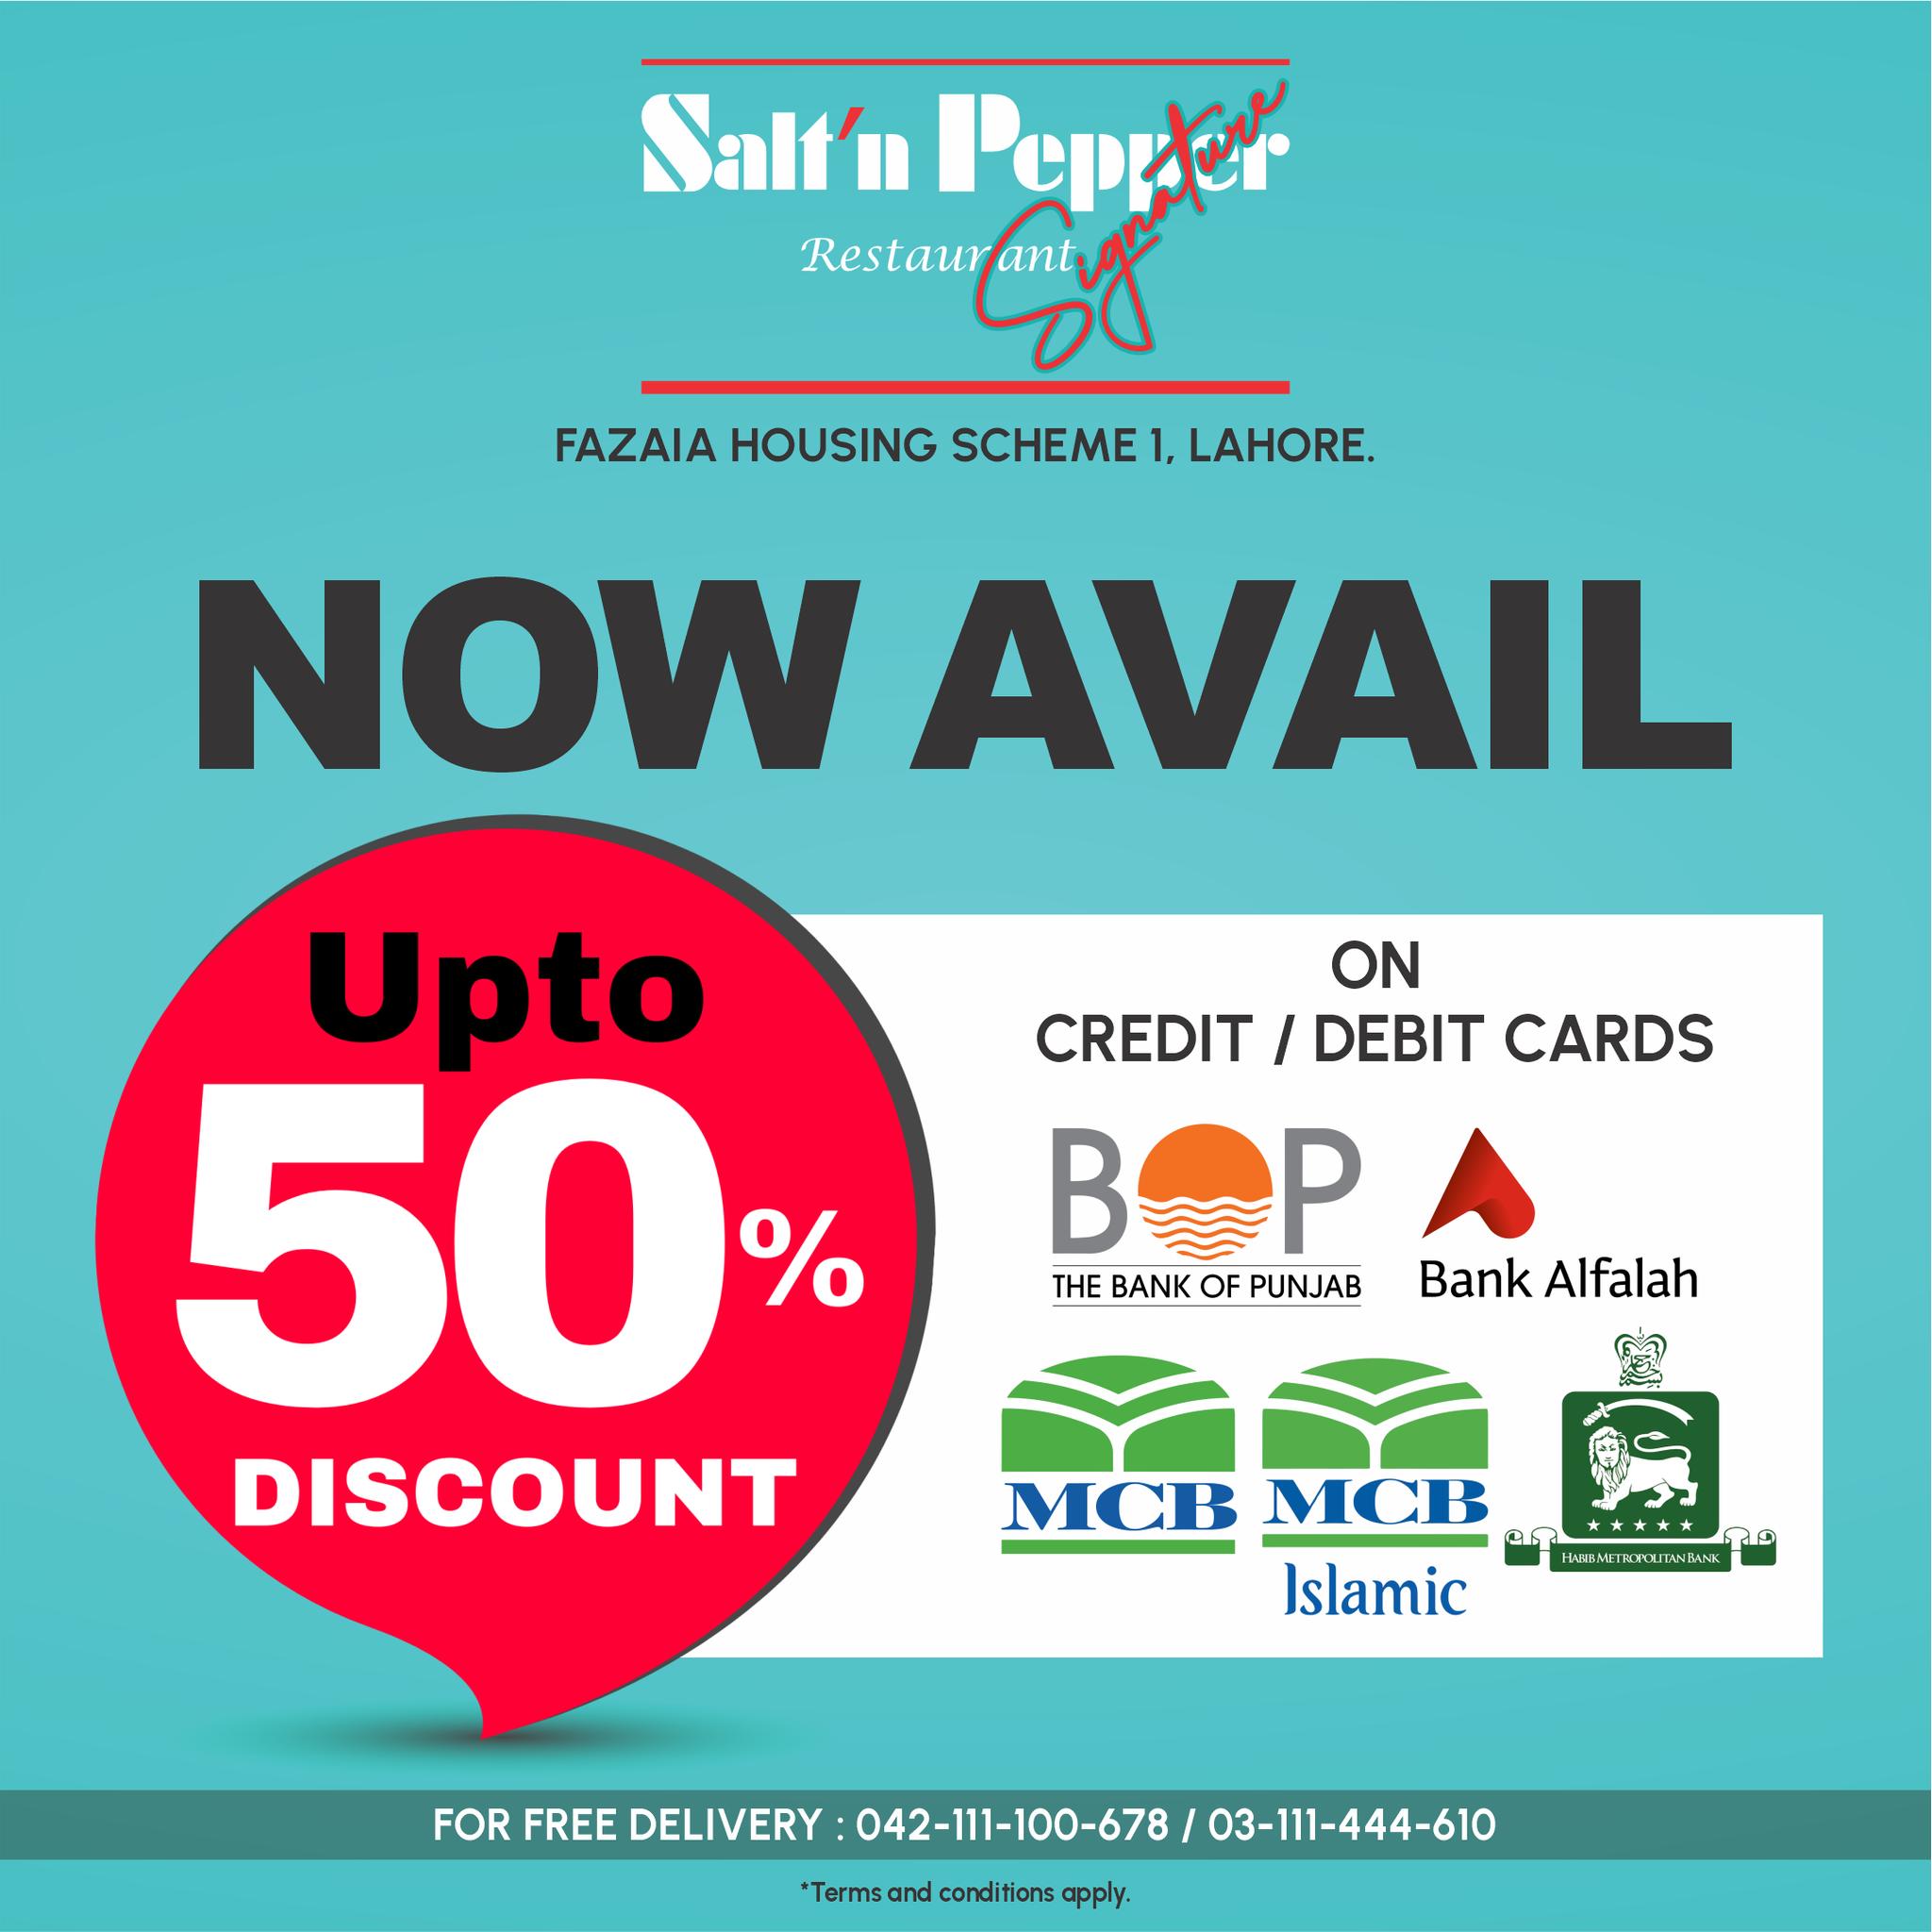 Salt'n Pepper
Restaurant
Signature
FAZAIA HOUSING SCHEME 1, LAHORE.
NOW AVAIL
Upto
50%
DISCOUNT
ON
CREDIT / DEBIT CARDS
BOP
THE BANK OF PUNJAB
Bank Alfalah
MCB
MCB
Islamic
HABIB METROPOLITAN BANK
FOR FREE DELIVERY : 042-111-100-678 / 03-111-444-610
*Terms and conditions apply.